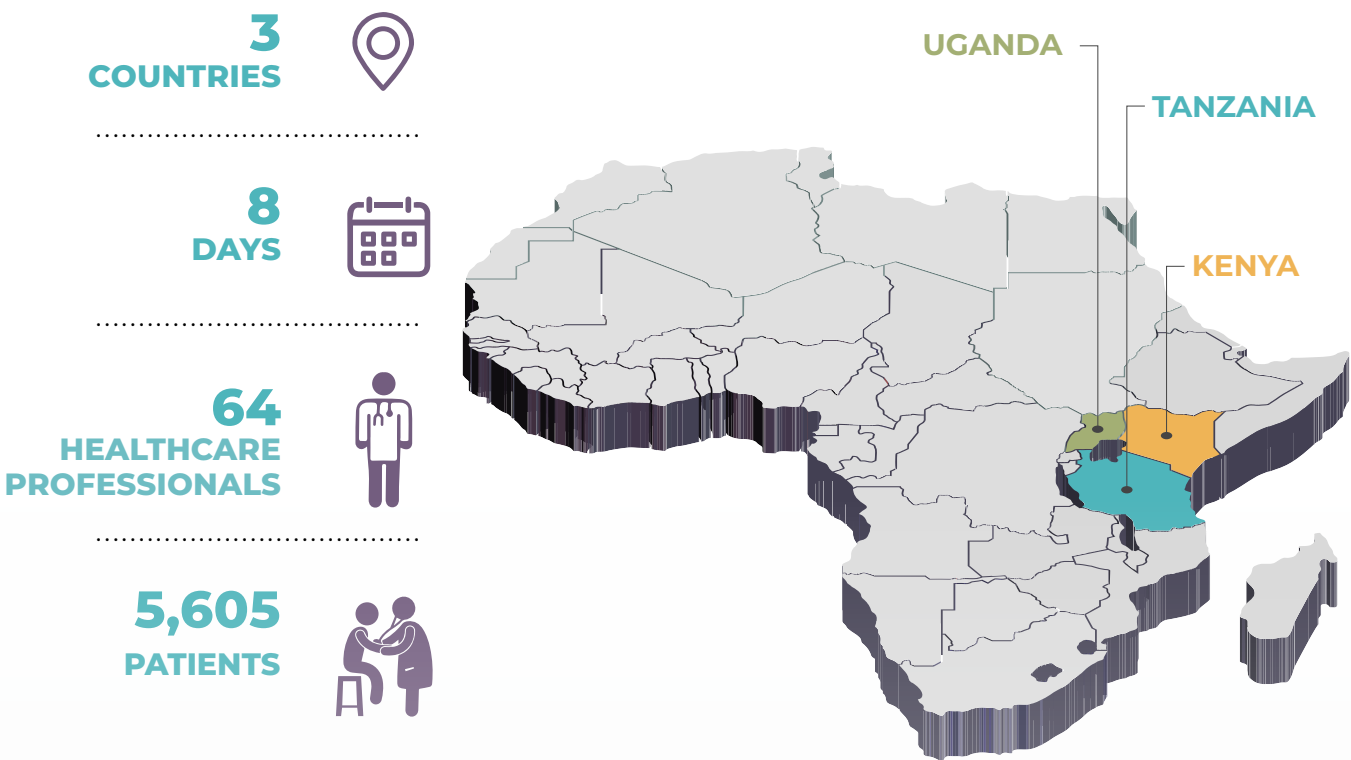 3
COUNTRIES
8
DAYS
64
HEALTHCARE
PROFESSIONALS
5,605
PATIENTS
UGANDA
TANZANIA
KENYA